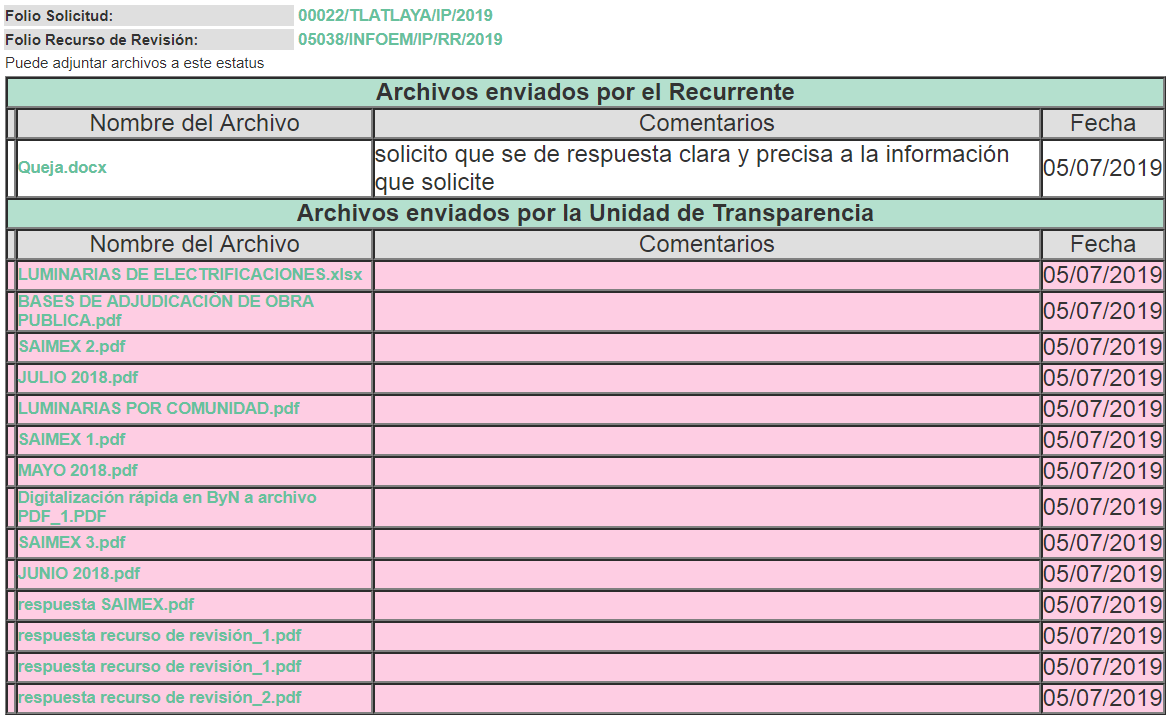 Folio Solicitud: 00022/TLATLAYA/IP/2019
Folio Recurso de Revisión: 05038/INFOEM/IP/RR/2019
Puede adjuntar archivos a este estatus
Archivos enviados por el Recurrente
Nombre del Archivo Comentarios Fecha
Queja.docx solicito que se de respuesta clara y precisa a la información 05/07/2019
que solicite
Archivos enviados por la Unidad de Transparencia
Nombre del Archivo Comentarios Fecha
LUMINARIAS DE ELECTRIFICACIONES.xlsx 05/07/2019
BASES DE ADJUDICACIÓN DE OBRA 05/07/2019
PUBLICA.pdf
SAIMEX 2.pdf 05/07/2019
JULIO 2018.pdf 05/07/2019
LUMINARIAS POR COMUNIDAD.pdf 05/07/2019
SAIMEX 1.pdf 05/07/2019
MAYO 2018.pdf 05/07/2019
Digitalización rápida en ByN a archivo 05/07/2019
PDF_1.PDF
SAIMEX 3.pdf 05/07/2019
JUNIO 2018.pdf 05/07/2019
respuesta SAIMEX.pdf 05/07/2019
respuesta recurso de revisión_1.pdf 05/07/2019
respuesta recurso de revisión_1.pdf 05/07/2019
respuesta recurso de revisión_2.pdf 05/07/2019